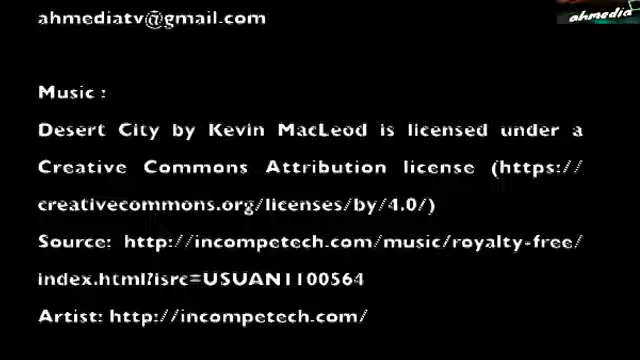 ahmediatv@gmail.com
ahmedia
Music :
Desert City by Kevin MacLeod is licensed under a
Creative Commons Attribution license (https://
creativecommons.org/licenses/by/4.0/)
Source: http://incompetech.com/music/royalty-free/
index.html?isrc=USUAN1100564
Artist: http://incompetech.com/